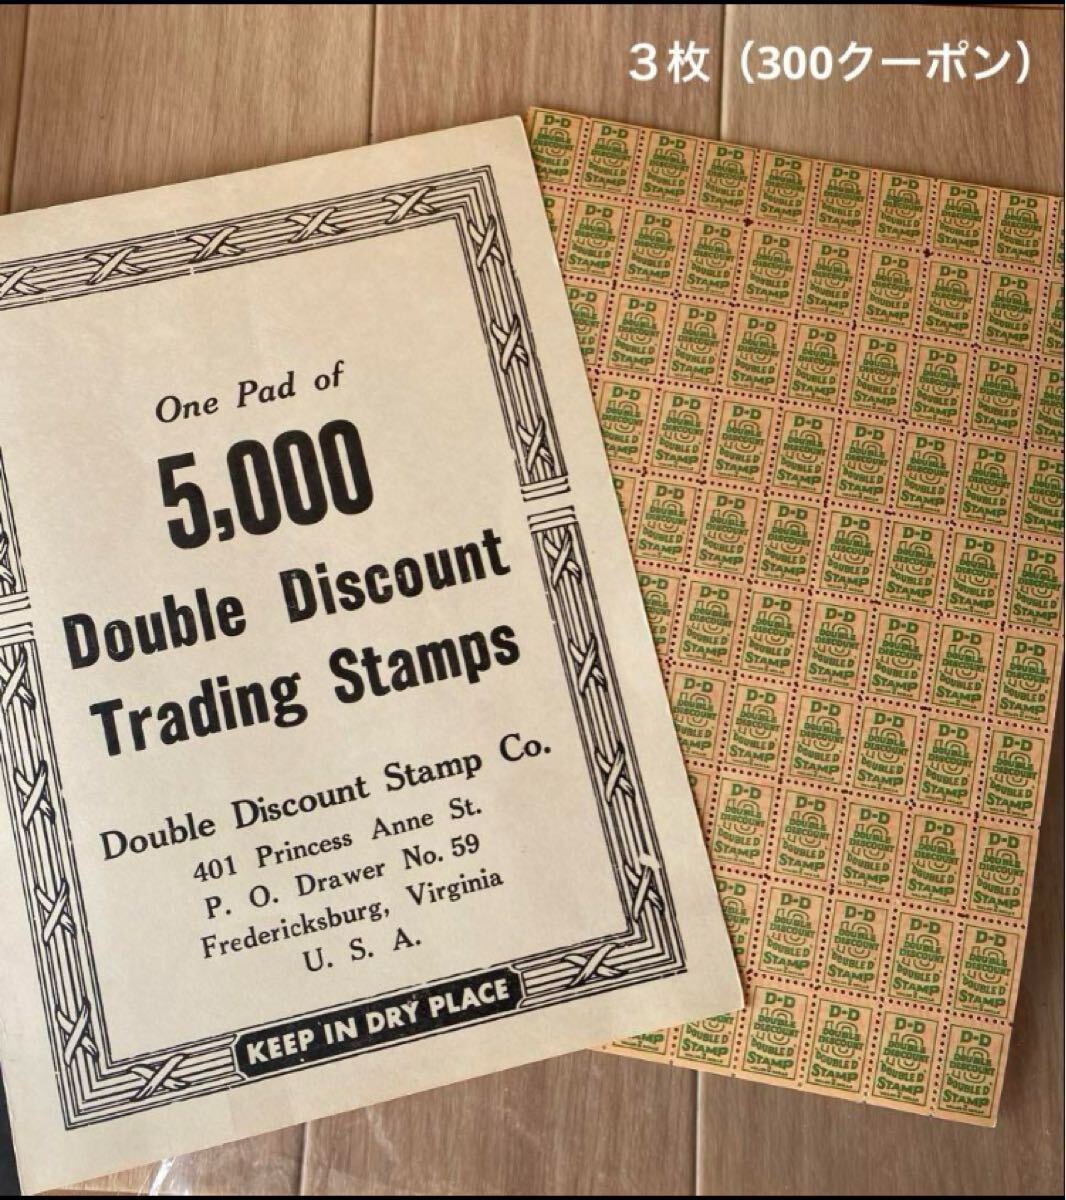 3枚（300クーポン）
One Pad of
5,000
Double Discount
Trading Stamps
Double Discount Stamp Co.
401 Princess Anne St.
P. O. Drawer No. 59
Fredericksburg, Virginia
U. S. A.
KEEP IN DRY PLACE
D-D
10
DOUBLE
DISCOUNT
DOUBLE D
STAMP